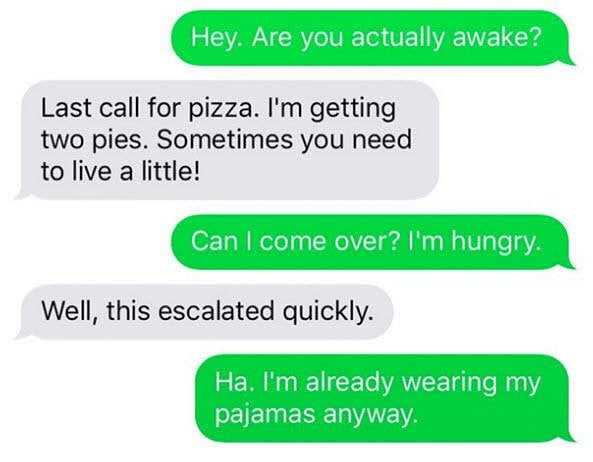 Hey. Are you actually awake?
Last call for pizza. I'm getting
two pies. Sometimes you need
to live a little!
Can I come over? I'm hungry.
Well, this escalated quickly.
Ha. I'm already wearing my
pajamas anyway.